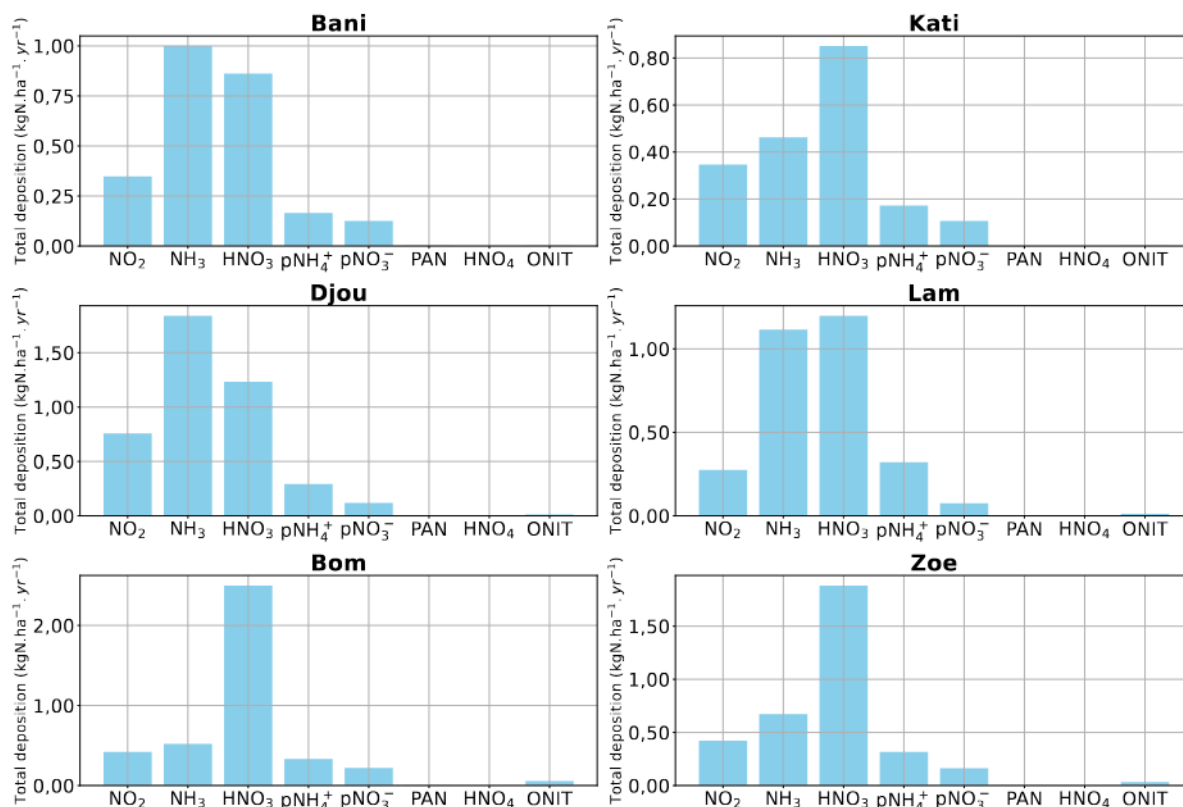 Bani
Total deposition (kgN.ha⁻¹.yr⁻¹)
1,00
0,75
0,50
0,25
0,00
NO₂ NH₃ HNO₃ pNH₄⁺ pNO₃⁻ PAN HNO₄ ONIT
Kati
Total deposition (kgN.ha⁻¹.yr⁻¹)
0,80
0,60
0,40
0,20
0,00
NO₂ NH₃ HNO₃ pNH₄⁺ pNO₃⁻ PAN HNO₄ ONIT
Djou
Total deposition (kgN.ha⁻¹.yr⁻¹)
1,50
1,00
0,50
0,00
NO₂ NH₃ HNO₃ pNH₄⁺ pNO₃⁻ PAN HNO₄ ONIT
Lam
Total deposition (kgN.ha⁻¹.yr⁻¹)
1,00
0,50
0,00
NO₂ NH₃ HNO₃ pNH₄⁺ pNO₃⁻ PAN HNO₄ ONIT
Bom
Total deposition (kgN.ha⁻¹.yr⁻¹)
2,00
1,00
0,00
NO₂ NH₃ HNO₃ pNH₄⁺ pNO₃⁻ PAN HNO₄ ONIT
Zoe
Total deposition (kgN.ha⁻¹.yr⁻¹)
1,50
1,00
0,50
0,00
NO₂ NH₃ HNO₃ pNH₄⁺ pNO₃⁻ PAN HNO₄ ONIT